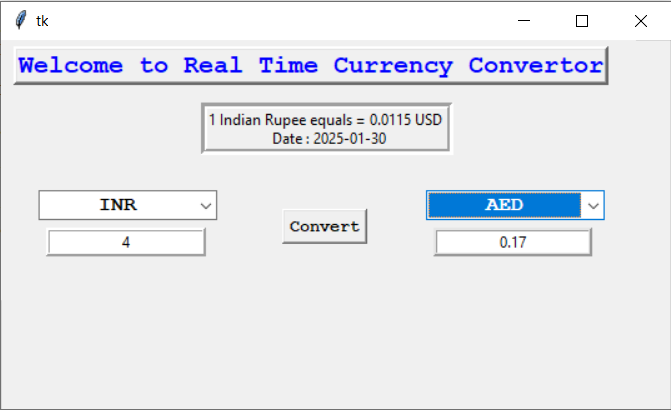 tk
Welcome to Real Time Currency Convertor
1 Indian Rupee equals = 0.0115 USD
Date : 2025-01-30
INR
AED
Convert
4
0.17